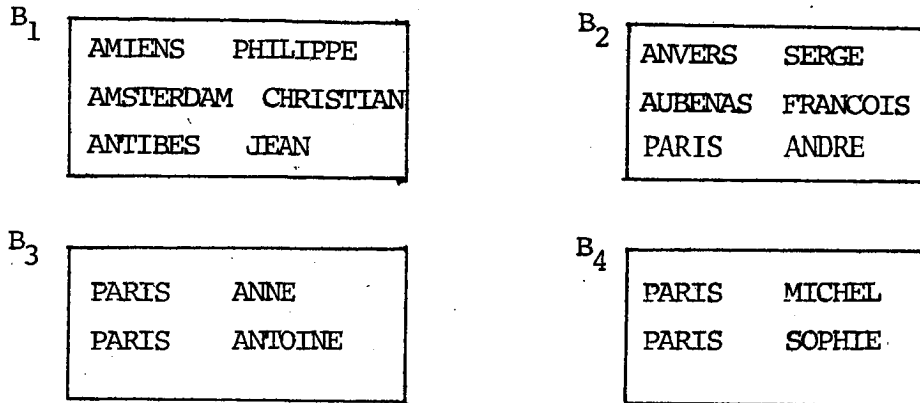 B1
AMIENS PHILIPPE
AMSTERDAM CHRISTIAN
ANTIBES JEAN
B2
ANVERS SERGE
AUBENAS FRANCOIS
PARIS ANDRE
B3
PARIS ANNE
PARIS ANTOINE
B4
PARIS MICHEL
PARIS SOPHIE